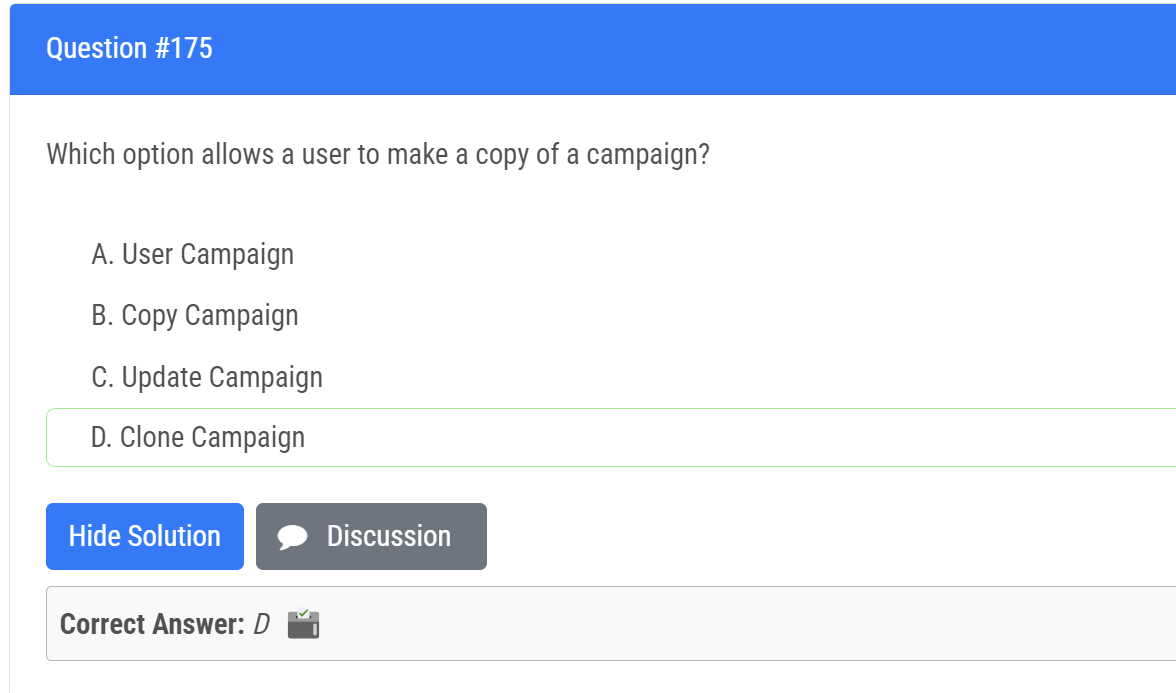 Question #175
Which option allows a user to make a copy of a campaign?
A. User Campaign
B. Copy Campaign
C. Update Campaign
D. Clone Campaign
Hide Solution Discussion
Correct Answer: D